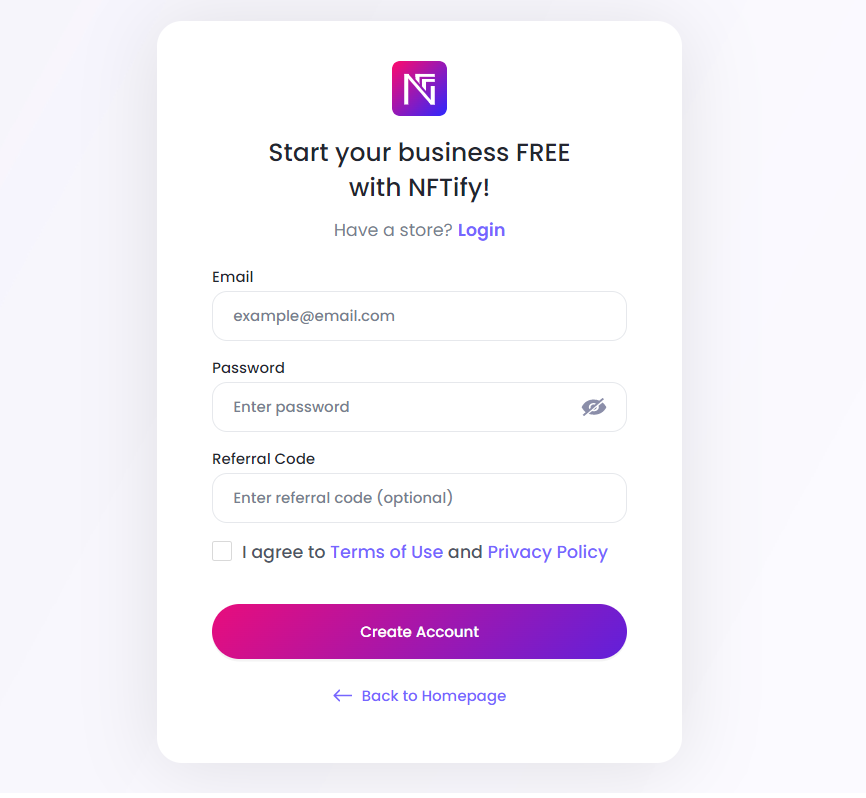 NF
Start your business FREE
with NFTify!
Have a store? Login
Email
example@email.com
Password
Enter password
Referral Code
Enter referral code (optional)
I agree to Terms of Use and Privacy Policy
Create Account
Back to Homepage